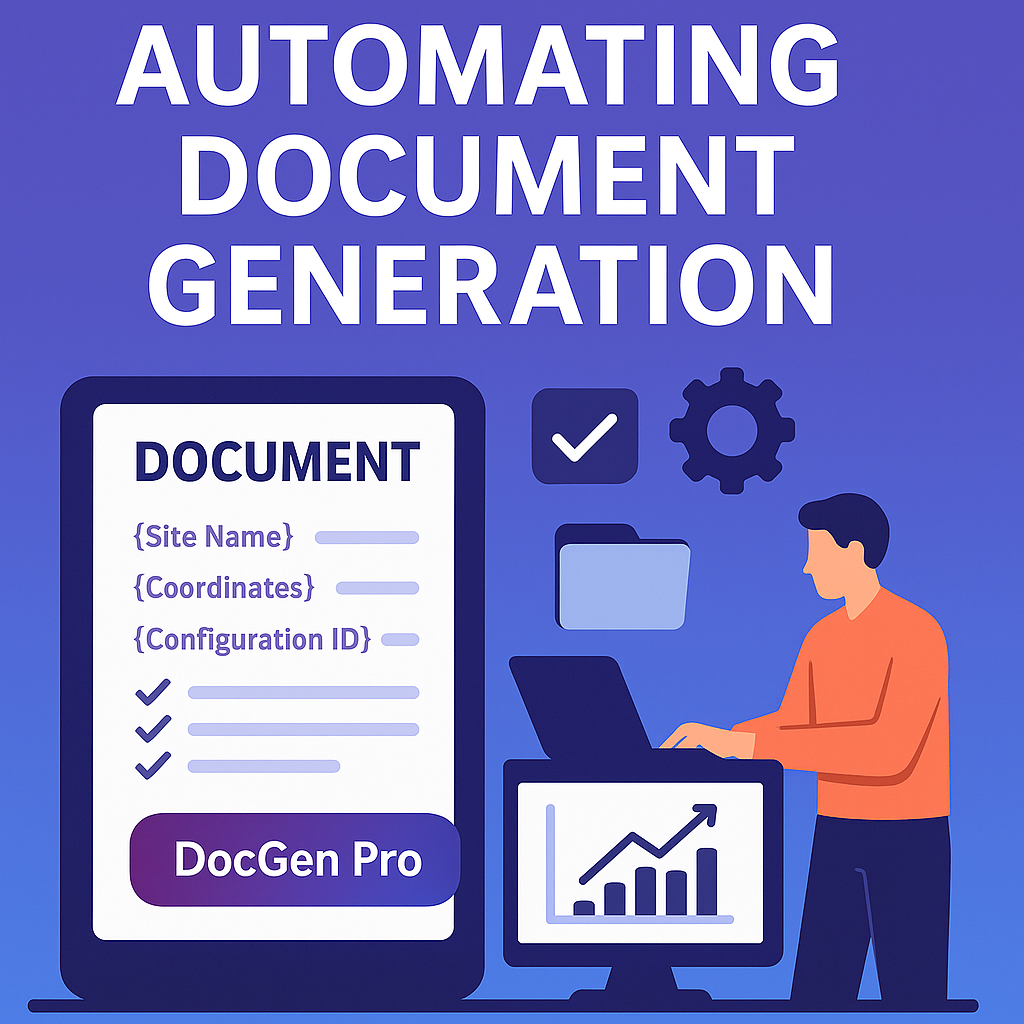 AUTOMATING
DOCUMENT
GENERATION
DOCUMENT
{Site Name}
{Coordinates}
{Configuration ID}
DocGen Pro